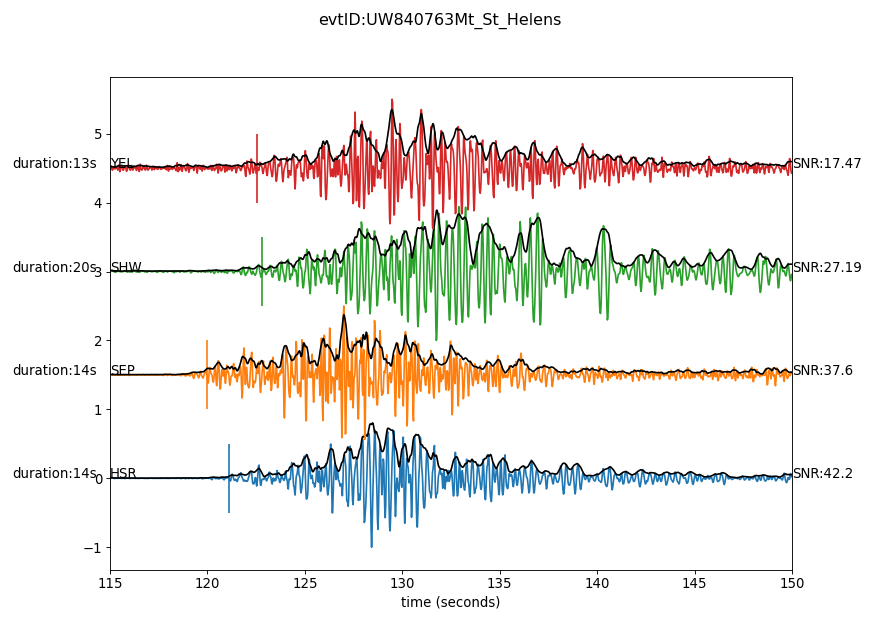 evtID:UW840763Mt_St_Helens
5
duration:13s YEL SNR:17.47
4
duration:20s 3 SHW SNR:27.19
2
duration:14s SEP SNR:37.6
1
duration:14s 0 HSR SNR:42.2
−1
115 120 125 130 135 140 145 150
time (seconds)